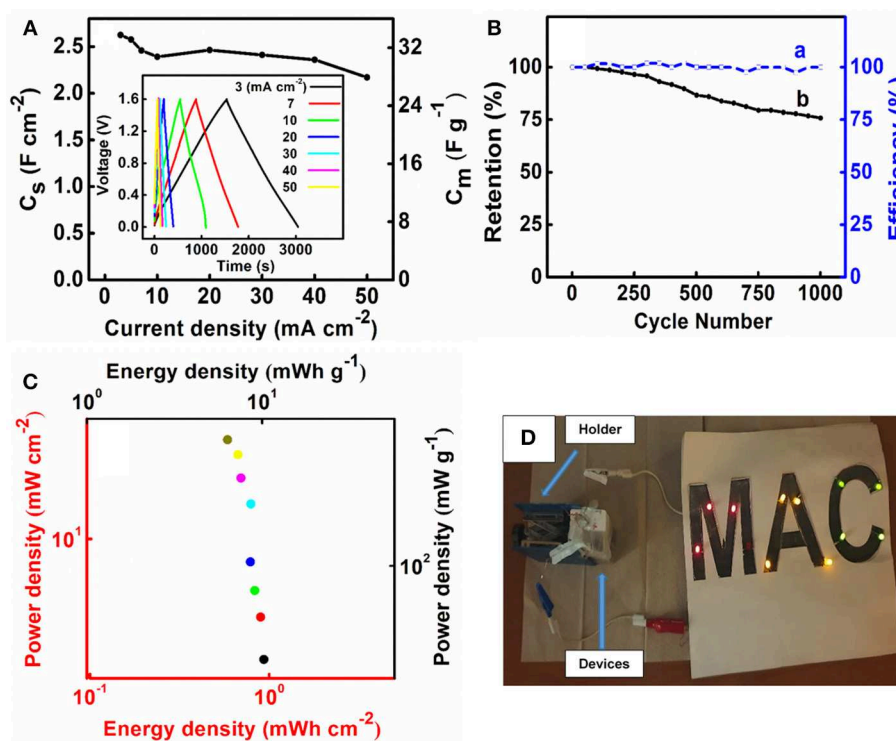 A
C_s (F cm^-2)
2.5
2.0
1.5
1.0
0.5
0.0
32
24
16
8
0
C_m (F g^-1)
0 10 20 30 40 50
Current density (mA cm^-2)
Voltage (V)
1.6
1.2
0.8
0.4
0.0
3 (mA cm^-2)
7
10
20
30
40
50
0 1000 2000 3000
Time (s)
B
Retention (%)
125
100
75
50
25
0
a
b
125
100
75
50
25
0
Efficiency (%)
0 250 500 750 1000
Cycle Number
C
Energy density (mWh g^-1)
10^0 10^1
Power density (mW cm^-2)
10^1
10^2
Power density (mW g^-1)
10^-1 10^0
Energy density (mWh cm^-2)
D
Holder
MAC
Devices